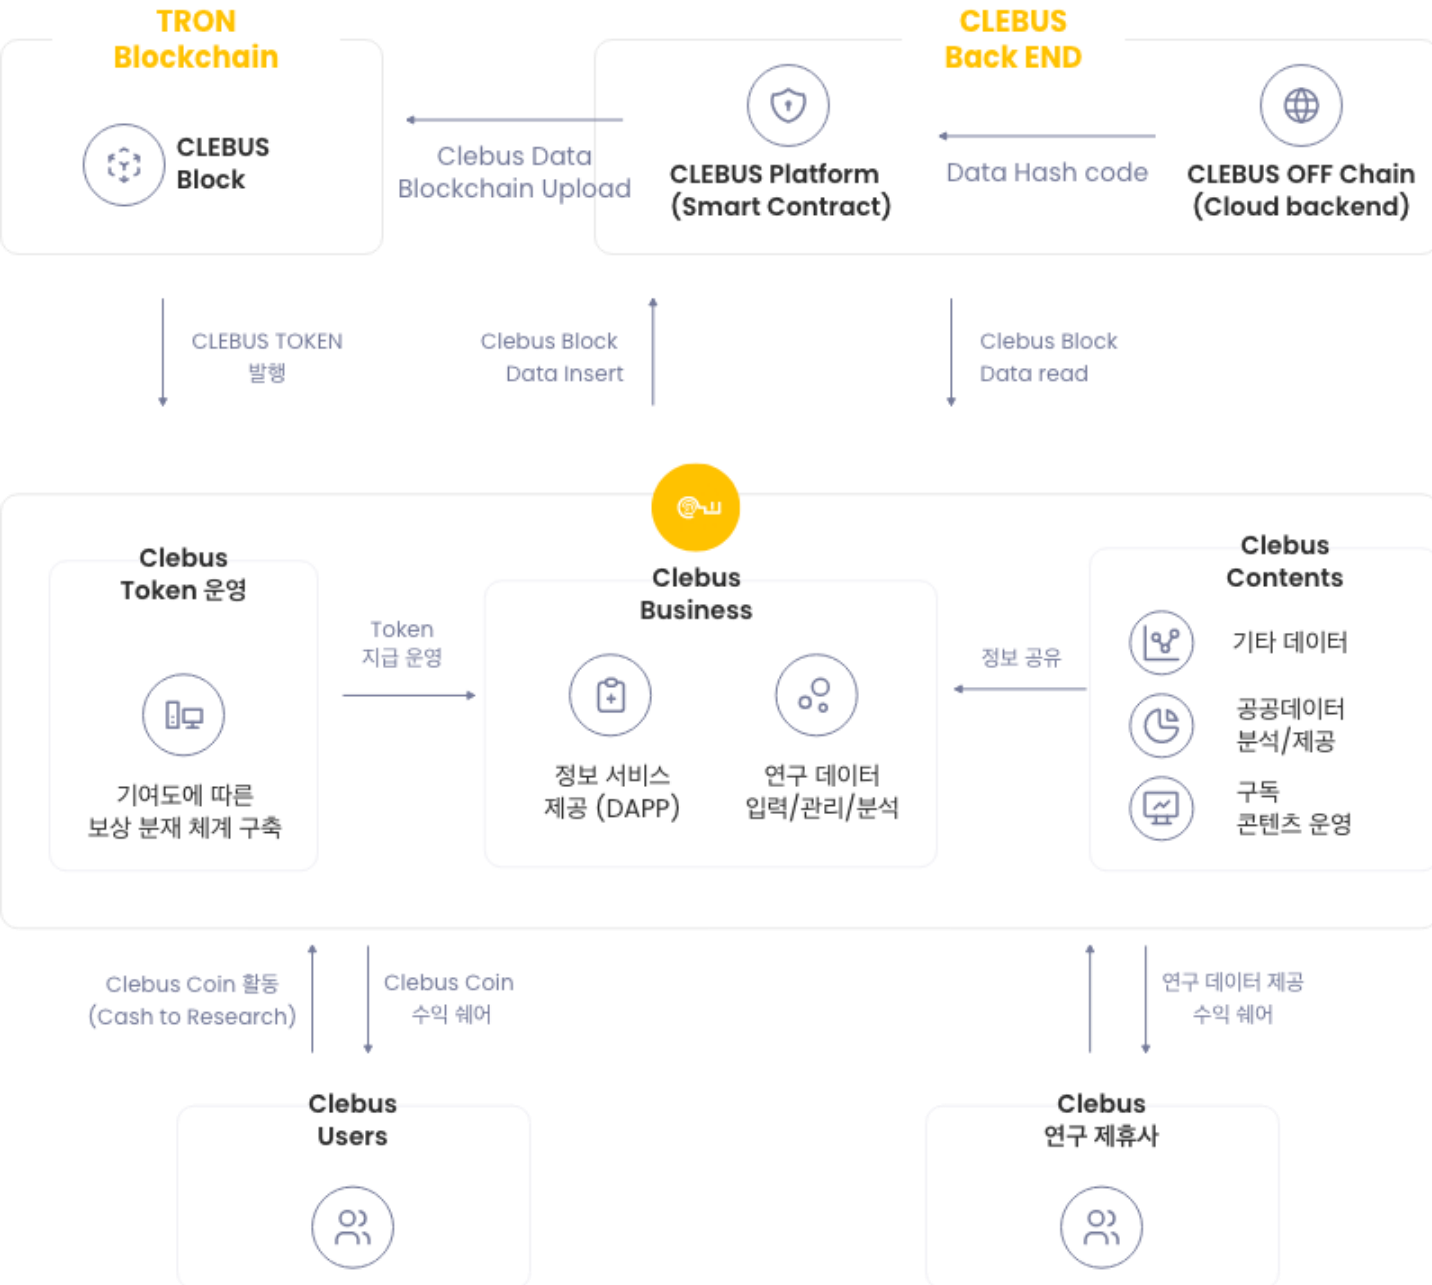 TRON
Blockchain
CLEBUS
Back END
CLEBUS
Block
Clebus Data
Blockchain Upload
CLEBUS Platform
(Smart Contract)
Data Hash code
CLEBUS OFF Chain
(Cloud backend)
CLEBUS TOKEN
발행
Clebus Block
Data Insert
Clebus Block
Data read
Clebus
Token 운영
기여도에 따른
보상 분재 체계 구축
Token
지급 운영
Clebus
Business
정보 서비스
제공 (DAPP)
연구 데이터
입력/관리/분석
정보 공유
Clebus
Contents
기타 데이터
공공데이터
분석/제공
구독
콘텐츠 운영
Clebus Coin 활동
(Cash to Research)
Clebus Coin
수익 쉐어
연구 데이터 제공
수익 쉐어
Clebus
Users
Clebus
연구 제휴사